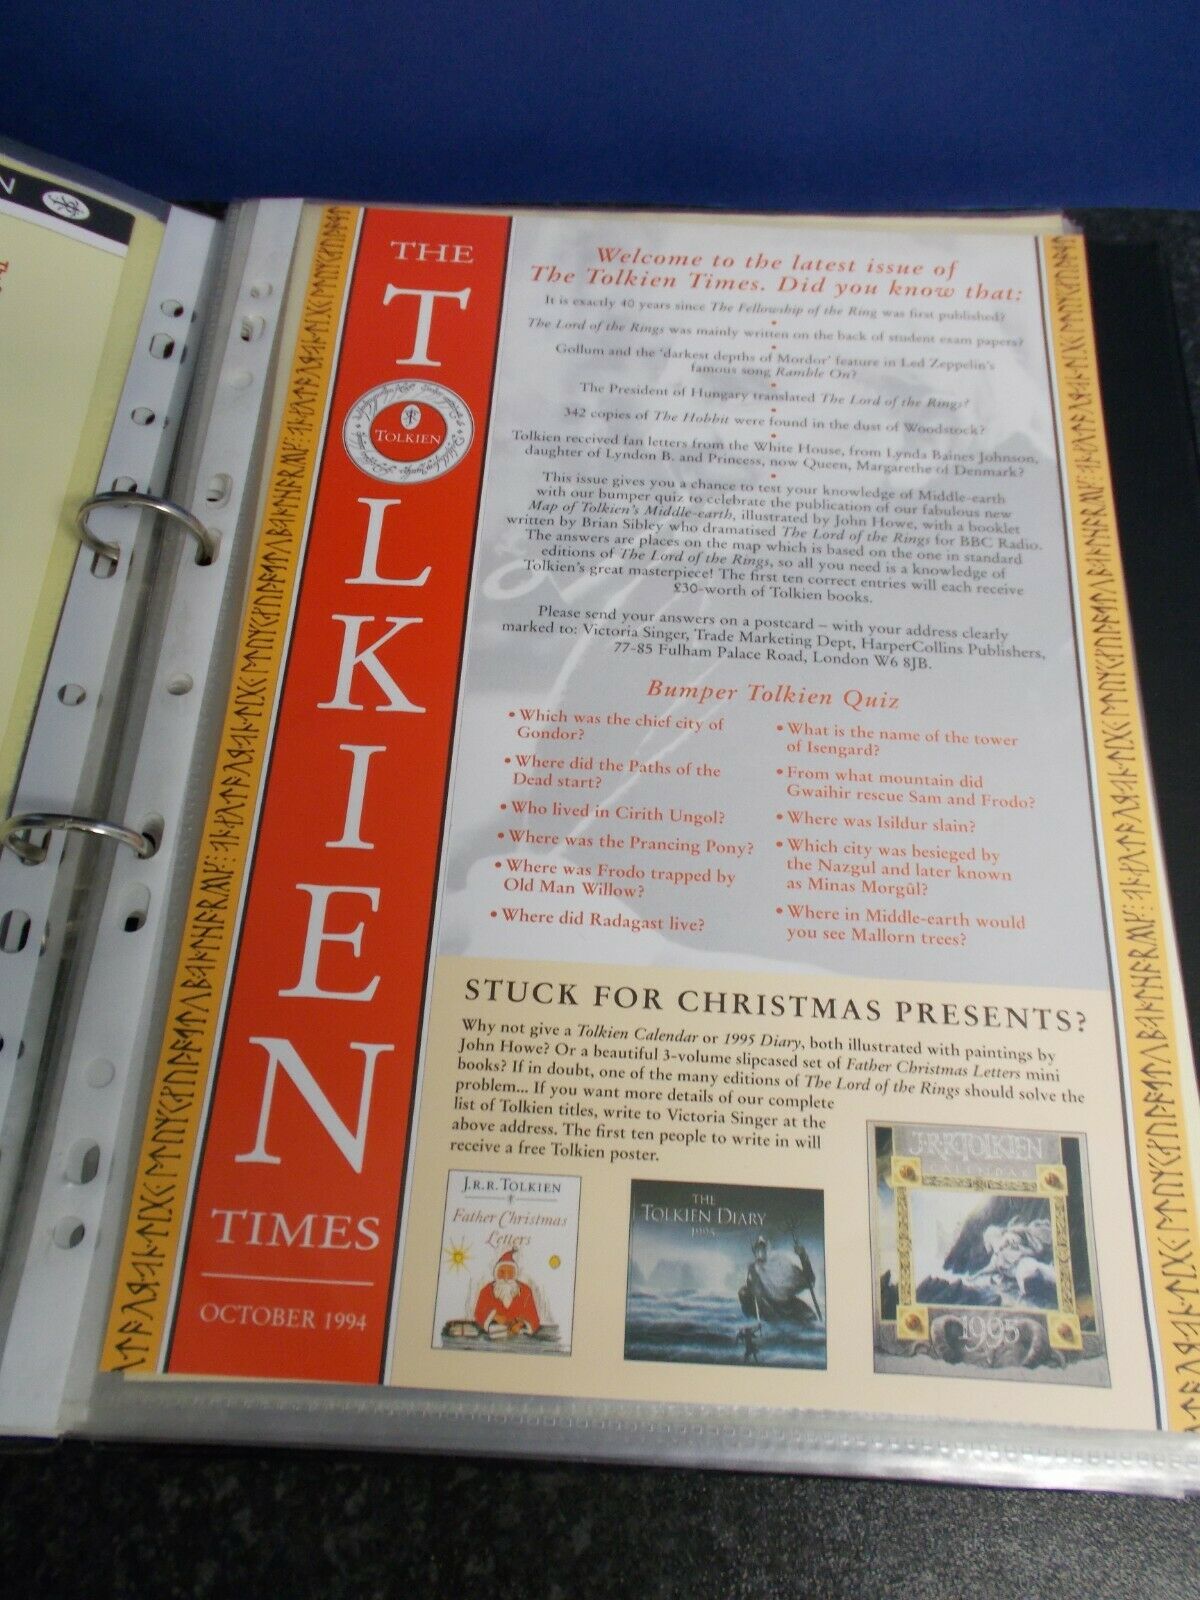 THE
TOLKIEN
TOLKIEN
TIMES
OCTOBER 1994
Welcome to the latest issue of
The Tolkien Times. Did you know that:
It is exactly 40 years since The Fellowship of the Ring was first published?
The Lord of the Rings was mainly written on the back of student exam papers?
Gollum and the 'darkest depths of Mordor' feature in Led Zeppelin's
famous song Ramble On?
The President of Hungary translated The Lord of the Rings?
342 copies of The Hobbit were found in the dust of Woodstock?
Tolkien received fan letters from the White House, from Lynda Baines Johnson,
daughter of Lyndon B. and Princess, now Queen, Margarethe of Denmark?
This issue gives you a chance to test your knowledge of Middle-earth
with our bumper quiz to celebrate the publication of our fabulous new
Map of Tolkien's Middle-earth, illustrated by John Howe, with a booklet
written by Brian Sibley who dramatised The Lord of the Rings for BBC Radio.
The answers are places on the map which is based on the one in standard
editions of The Lord of the Rings, so all you need is a knowledge of
Tolkien's great masterpiece! The first ten correct entries will each receive
£30-worth of Tolkien books.
Please send your answers on a postcard – with your address clearly
marked to: Victoria Singer, Trade Marketing Dept, HarperCollins Publishers,
77-85 Fulham Palace Road, London W6 8JB.
Bumper Tolkien Quiz
• Which was the chief city of
Gondor?
• Where did the Paths of the
Dead start?
• Who lived in Cirith Ungol?
• Where was the Prancing Pony?
• Where was Frodo trapped by
Old Man Willow?
• Where did Radagast live?
• What is the name of the tower
of Isengard?
• From what mountain did
Gwaihir rescue Sam and Frodo?
• Where was Isildur slain?
• Which city was besieged by
the Nazgul and later known
as Minas Morgûl?
• Where in Middle-earth would
you see Mallorn trees?
STUCK FOR CHRISTMAS PRESENTS?
Why not give a Tolkien Calendar or 1995 Diary, both illustrated with paintings by
John Howe? Or a beautiful 3-volume slipcased set of Father Christmas Letters mini
books? If in doubt, one of the many editions of The Lord of the Rings should solve the
problem... If you want more details of our complete
list of Tolkien titles, write to Victoria Singer at the
above address. The first ten people to write in will
receive a free Tolkien poster.
J.R.R. TOLKIEN
Father Christmas
Letters
THE
TOLKIEN DIARY
1995
J.R.R. TOLKIEN
CALENDAR
1995